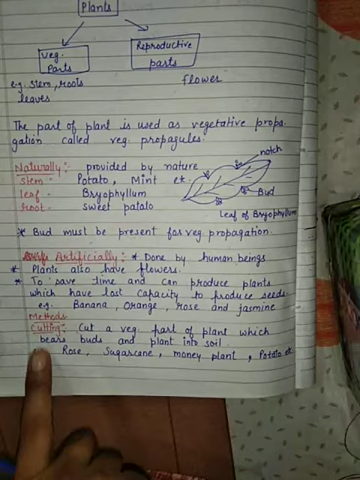 Plants
Veg. Parts
Reproductive parts
e.g. stem, roots
leaves
flower
The part of plant is used as vegetative propa-
gation called veg. propagules.
Naturally: provided by nature
Stem - Potato, Mint etc
leaf - Bryophyllum
root - sweet patalo
notch
Bud
Leaf of Bryophyllum
* Bud must be present for veg. propagation.
Artificially: * Done by human beings
* Plants also have flowers.
* To save time and can produce plants
which have lost capacity to produce seeds.
e.g. Banana, Orange, rose and jasmine
Methods
Cutting: Cut a veg. part of plant which
bears buds and plant into soil.
Rose, Sugarcane, money plant, Potato etc